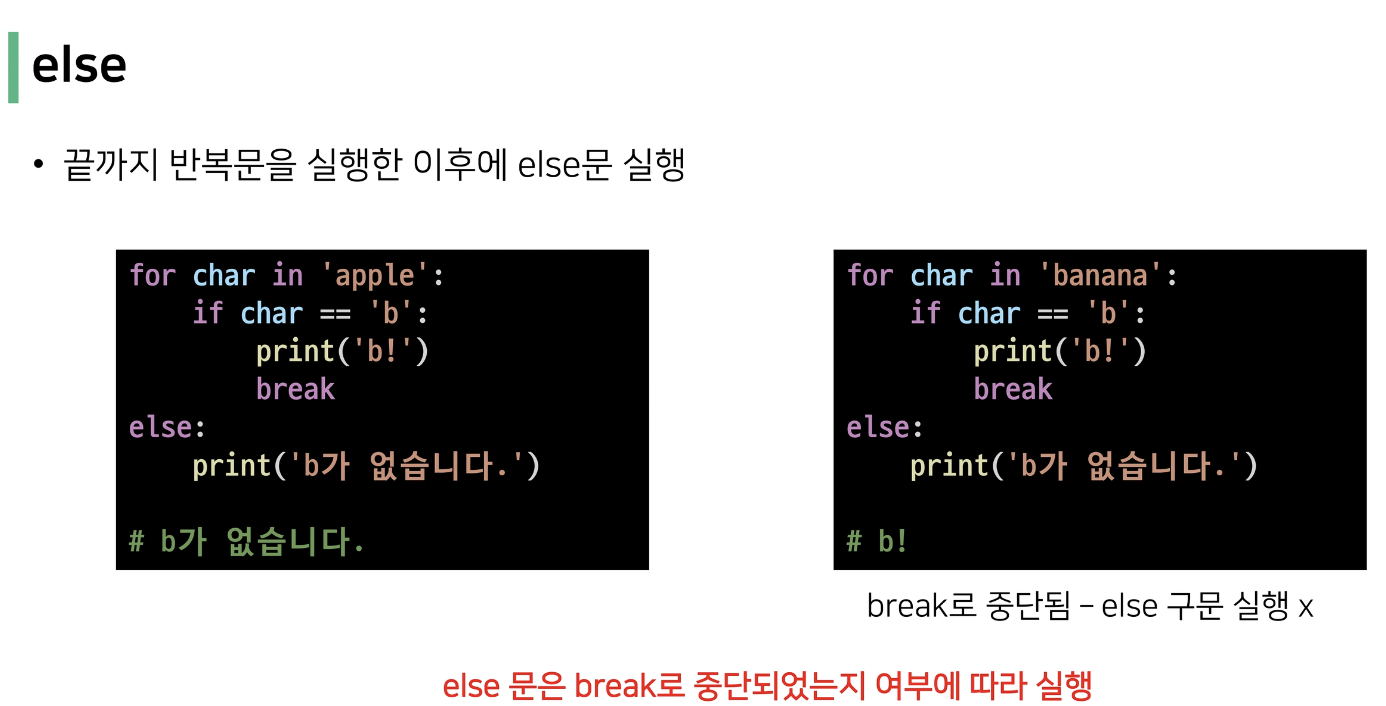 else
• 끝까지 반복문을 실행한 이후에 else문 실행
for char in 'apple':
    if char == 'b':
        print('b!')
        break
else:
    print('b가 없습니다.')

# b가 없습니다.
for char in 'banana':
    if char == 'b':
        print('b!')
        break
else:
    print('b가 없습니다.')

# b!
break로 중단됨 – else 구문 실행 x
else 문은 break로 중단되었는지 여부에 따라 실행